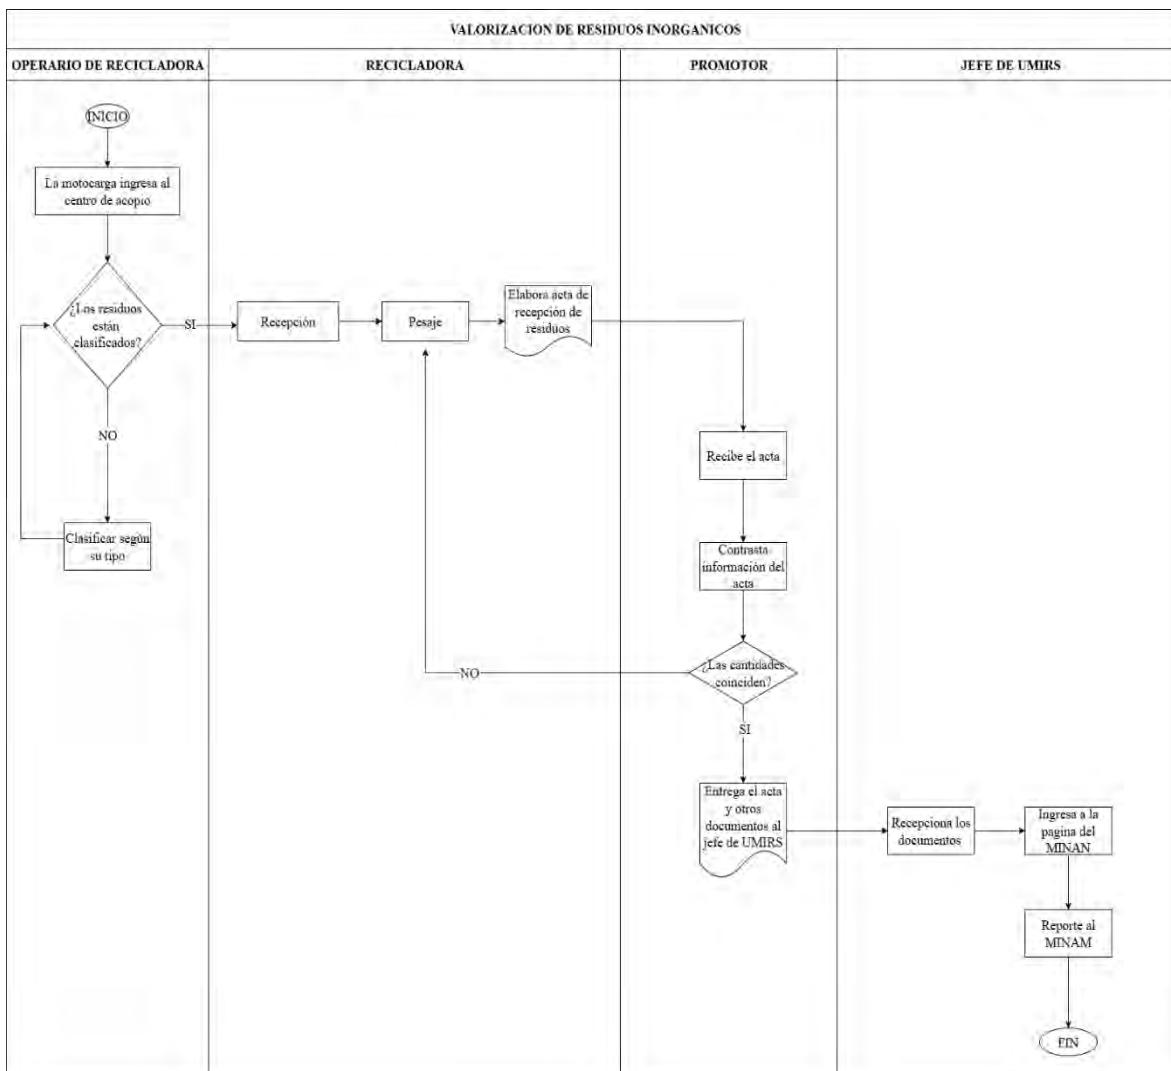 VALORIZACION DE RESIDUOS INORGANICOS
OPERARIO DE RECICLADORA
RECICLADORA
PROMOTOR
JEFE DE UMIRS
INICIO
La motocarga ingresa al
centro de acopio
¿Los residuos
están
clasificados?
SI
NO
Clasificar según
su tipo
Recepción
Pesaje
Elabora acta de
recepción de
residuos
Recibe el acta
Contrasta
información del
acta
¿Las cantidades
coinciden?
NO
SI
Entrega el acta
y otros
documentos al
jefe de UMIRS
Recepciona los
documentos
Ingresa a la
pagina del
MINAN
Reporte al
MINAM
FIN